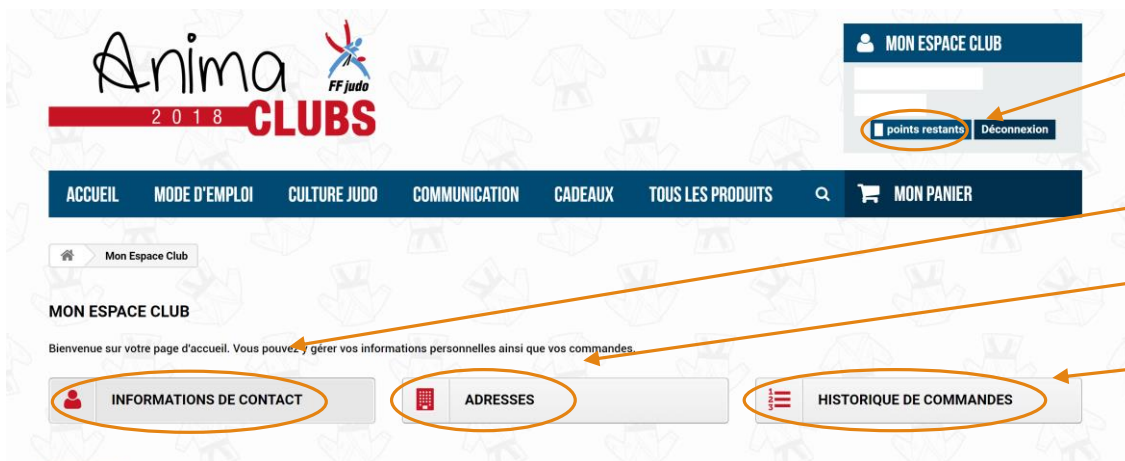 Anima
2018 CLUBS
FFjudo
MON ESPACE CLUB
points restants Déconnexion
ACCUEIL MODE D'EMPLOI CULTURE JUDO COMMUNICATION CADEAUX TOUS LES PRODUITS MON PANIER
Mon Espace Club
MON ESPACE CLUB
Bienvenue sur votre page d'accueil. Vous pouvez y gérer vos informations personnelles ainsi que vos commandes.
INFORMATIONS DE CONTACT ADRESSES HISTORIQUE DE COMMANDES